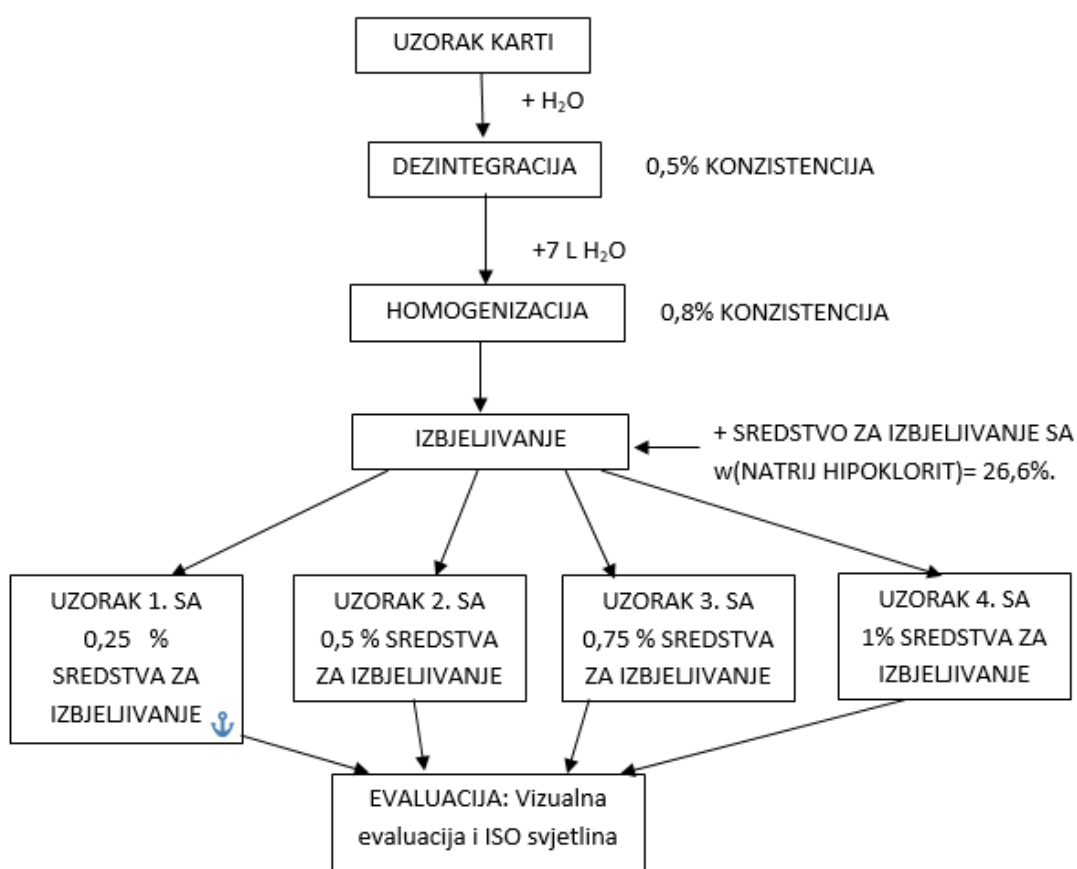 UZORAK KARTI
+ H₂O
DEZINTEGRACIJA
0,5% KONZISTENCIJA
+7 L H₂O
HOMOGENIZACIJA
0,8% KONZISTENCIJA
IZBJELJIVANJE
+ SREDSTVO ZA IZBJELJIVANJE SA
w(NATRIJ HIPOKLORIT)= 26,6%.
UZORAK 1. SA
0,25 %
SREDSTVA ZA
IZBJELJIVANJE
UZORAK 2. SA
0,5 % SREDSTVA
ZA IZBJELJIVANJE
UZORAK 3. SA
0,75 % SREDSTVA
ZA IZBJELJIVANJE
UZORAK 4. SA
1% SREDSTVA ZA
IZBJELJIVANJE
EVALUACIJA: Vizualna
evaluacija i ISO svjetlina